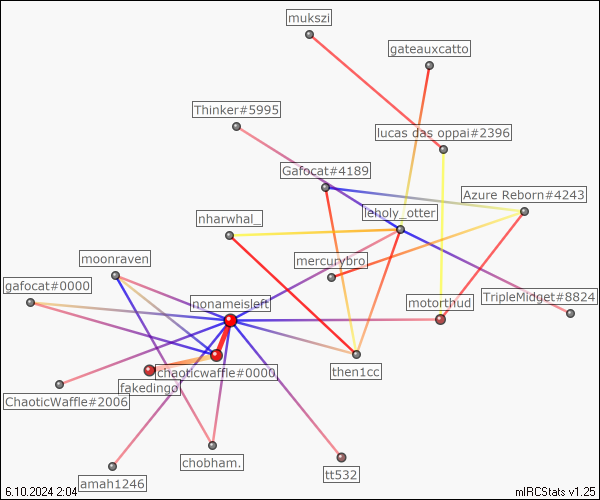 mukszi
gateauxcatto
Thinker#5995
lucas das oppai#2396
Gafocat#4189
Azure Reborn#4243
leholy_otter
nharwhal_
mercurybro
moonraven
gafocat#0000
nonameisleft
motorthud
TripleMidget#8824
then1cc
chaoticwaffle#0000
fakedingo
ChaoticWaffle#2006
chobham.
tt532
amah1246
6.10.2024 2:04
mIRCStats v1.25